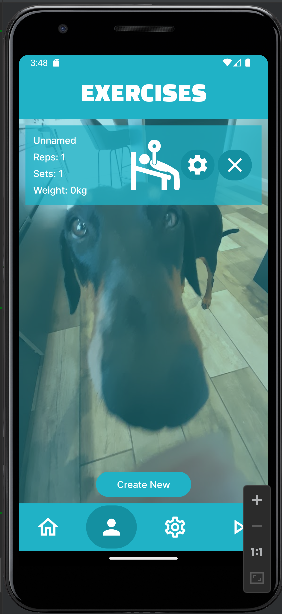 3:48
EXERCISES
Unnamed
Reps: 1
Sets: 1
Weight: 0kg
Create New
1:1